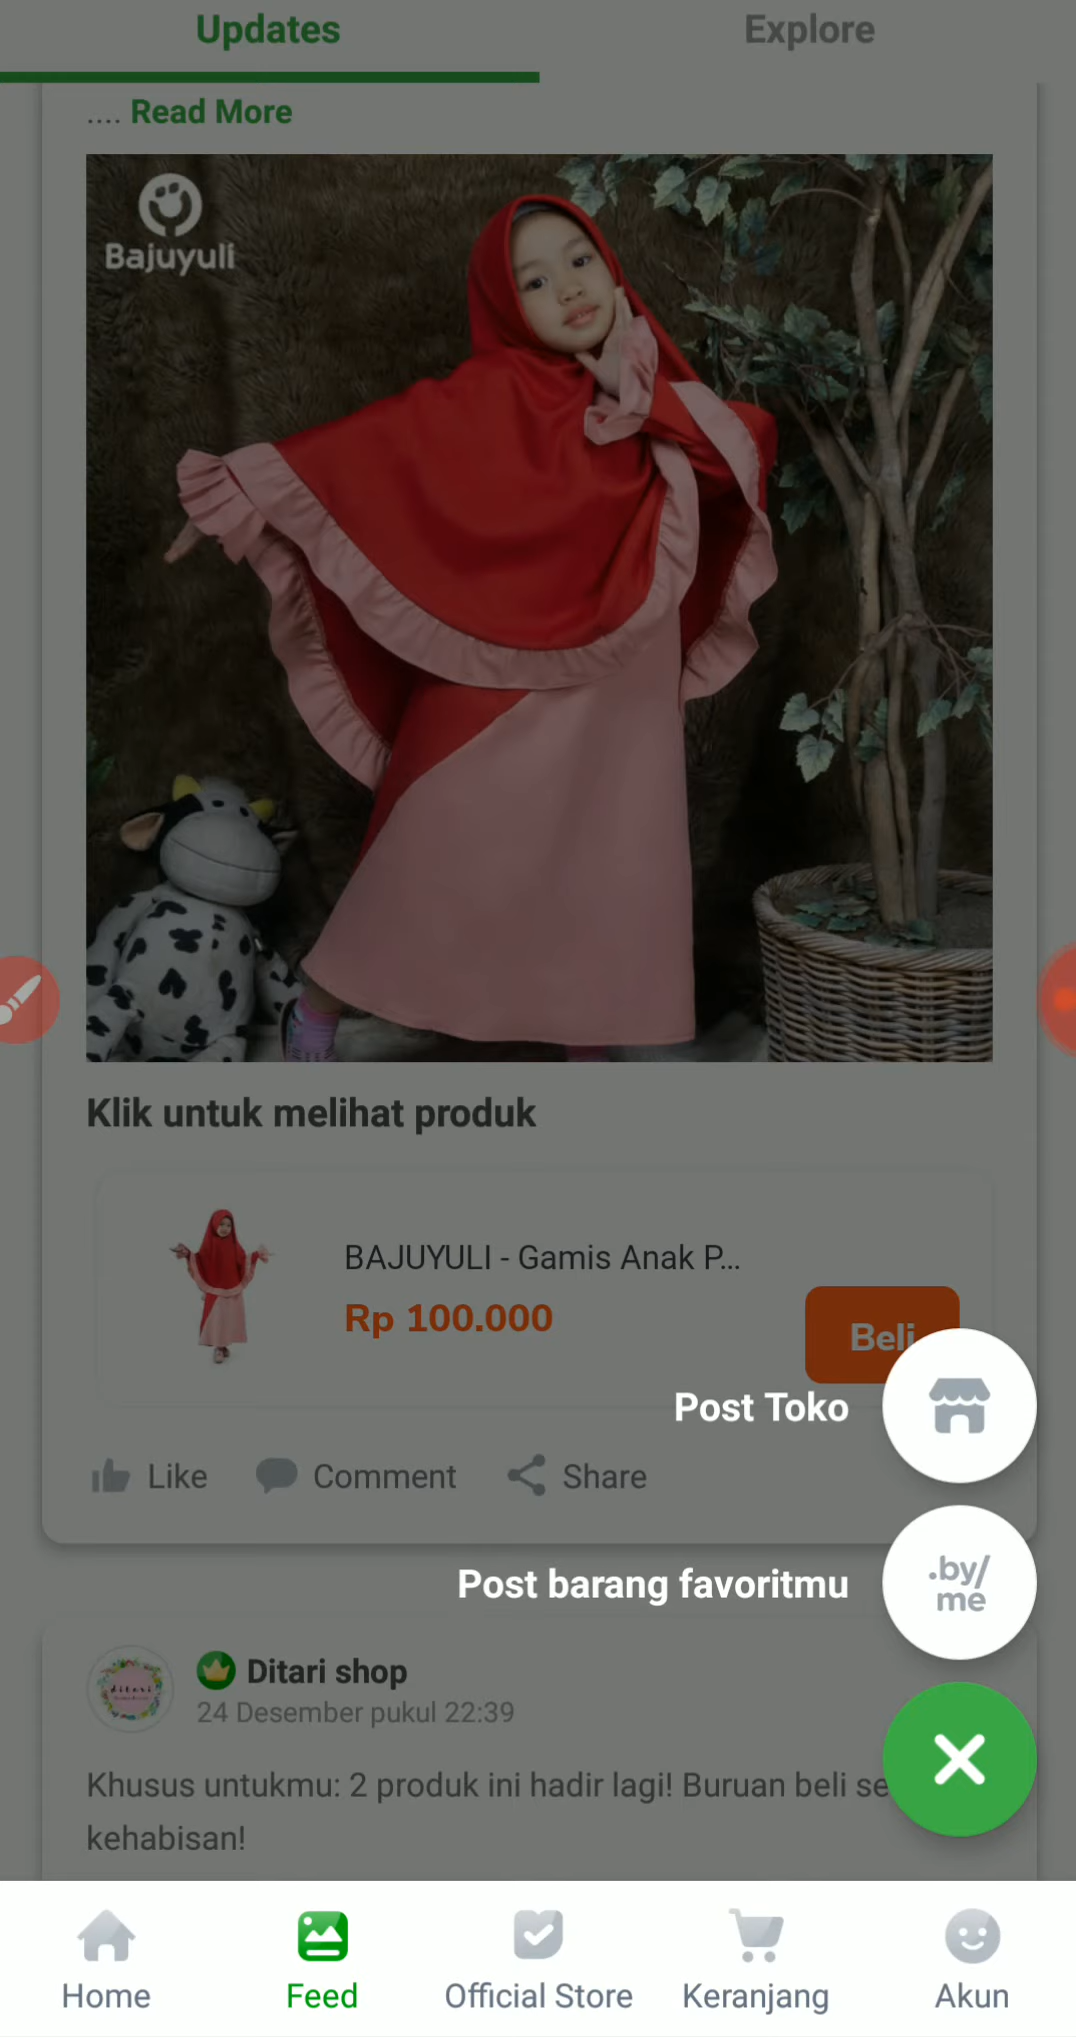 Updates
Explore
.... Read More
Bajuyuli
Klik untuk melihat produk
BAJUYULI - Gamis Anak P...
Rp 100.000
Beli
Post Toko
Like
Comment
Share
Post barang favoritmu
.by/
me
Ditari shop
24 Desember pukul 22:39
ditari
Khusus untukmu: 2 produk ini hadir lagi! Buruan beli se
kehabisan!
Home
Feed
Official Store
Keranjang
Akun